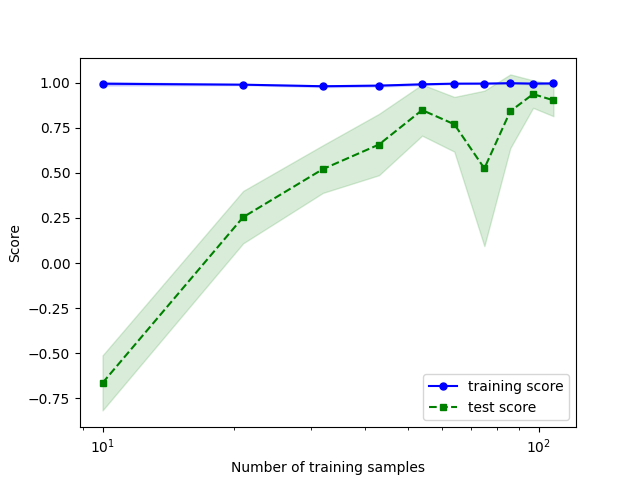 1.00
0.75
0.50
0.25
0.00
−0.25
−0.50
−0.75
Score
10¹
10²
Number of training samples
training score
test score